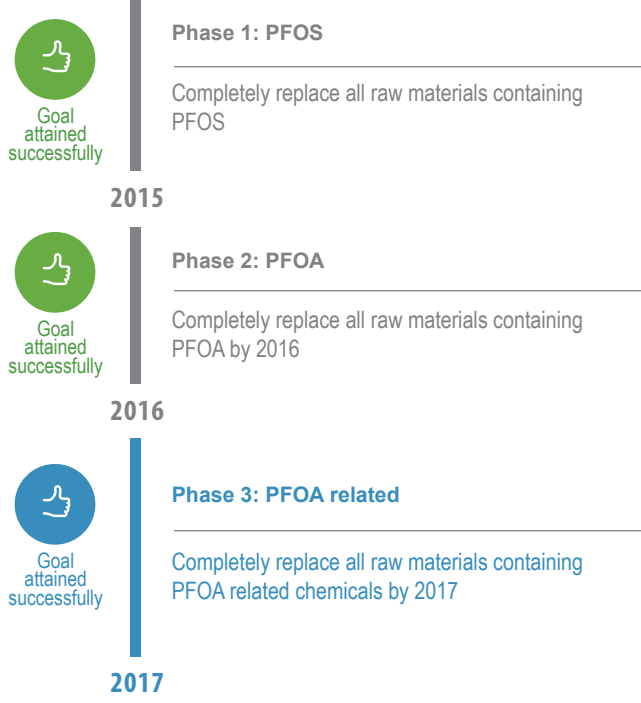 Phase 1: PFOS
Completely replace all raw materials containing
PFOS
Goal
attained
successfully
2015
Phase 2: PFOA
Completely replace all raw materials containing
PFOA by 2016
Goal
attained
successfully
2016
Phase 3: PFOA related
Completely replace all raw materials containing
PFOA related chemicals by 2017
Goal
attained
successfully
2017